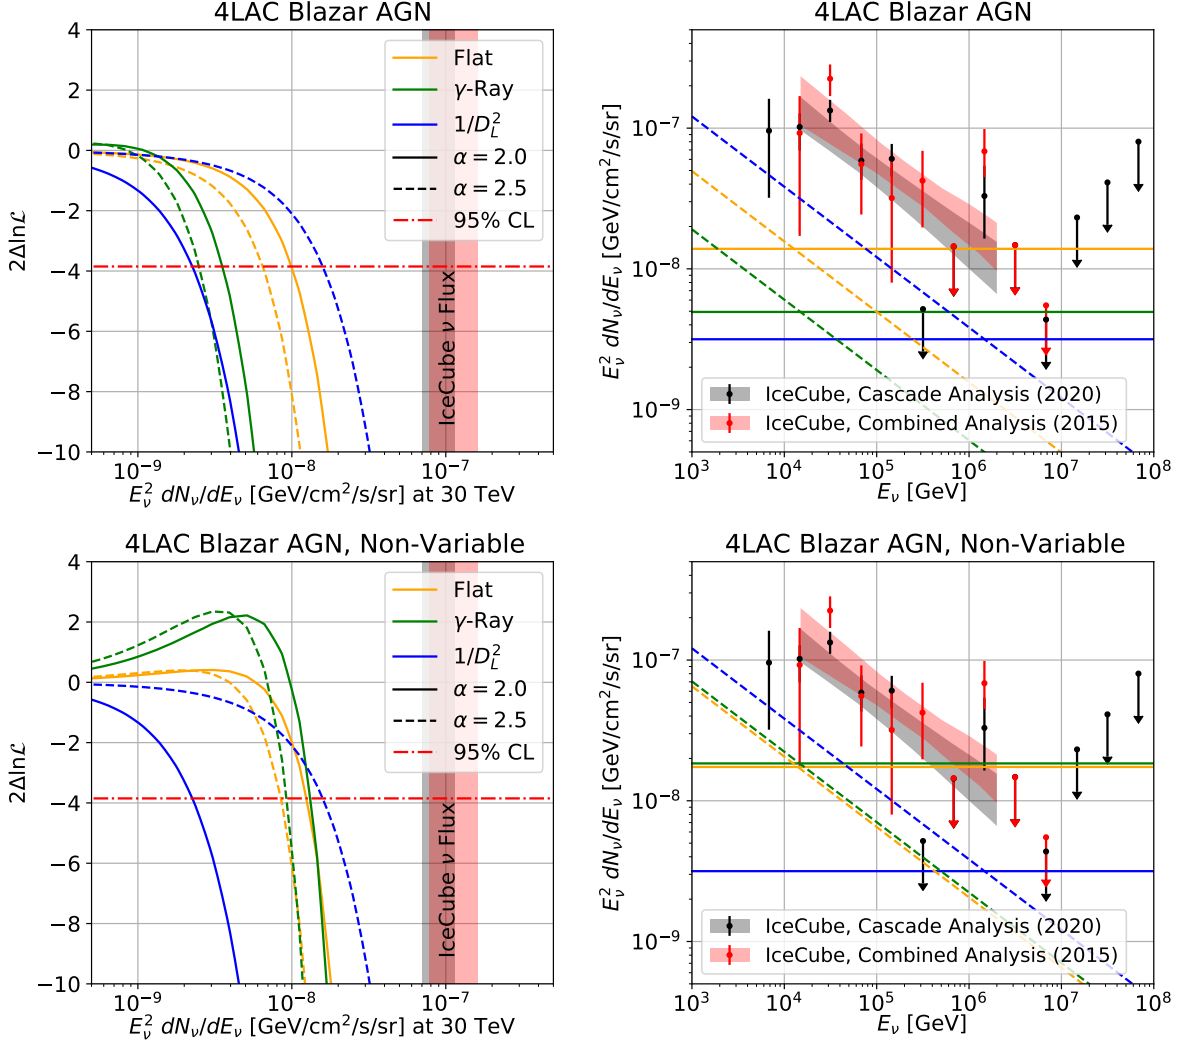 4LAC Blazar AGN
4
2
0
−2
−4
−6
−8
−10
2Δlnℒ
Flat
γ-Ray
1/D_L^2
α = 2.0
α = 2.5
95% CL
IceCube ν Flux
10^−9
10^−8
10^−7
E_ν^2 dN_ν/dE_ν [GeV/cm^2/s/sr] at 30 TeV
4LAC Blazar AGN
10^−7
10^−8
10^−9
E_ν^2 dN_ν/dE_ν [GeV/cm^2/s/sr]
IceCube, Cascade Analysis (2020)
IceCube, Combined Analysis (2015)
10^3
10^4
10^5
10^6
10^7
10^8
E_ν [GeV]
4LAC Blazar AGN, Non-Variable
4
2
0
−2
−4
−6
−8
−10
2Δlnℒ
Flat
γ-Ray
1/D_L^2
α = 2.0
α = 2.5
95% CL
IceCube ν Flux
10^−9
10^−8
10^−7
E_ν^2 dN_ν/dE_ν [GeV/cm^2/s/sr] at 30 TeV
4LAC Blazar AGN, Non-Variable
10^−7
10^−8
10^−9
E_ν^2 dN_ν/dE_ν [GeV/cm^2/s/sr]
IceCube, Cascade Analysis (2020)
IceCube, Combined Analysis (2015)
10^3
10^4
10^5
10^6
10^7
10^8
E_ν [GeV]